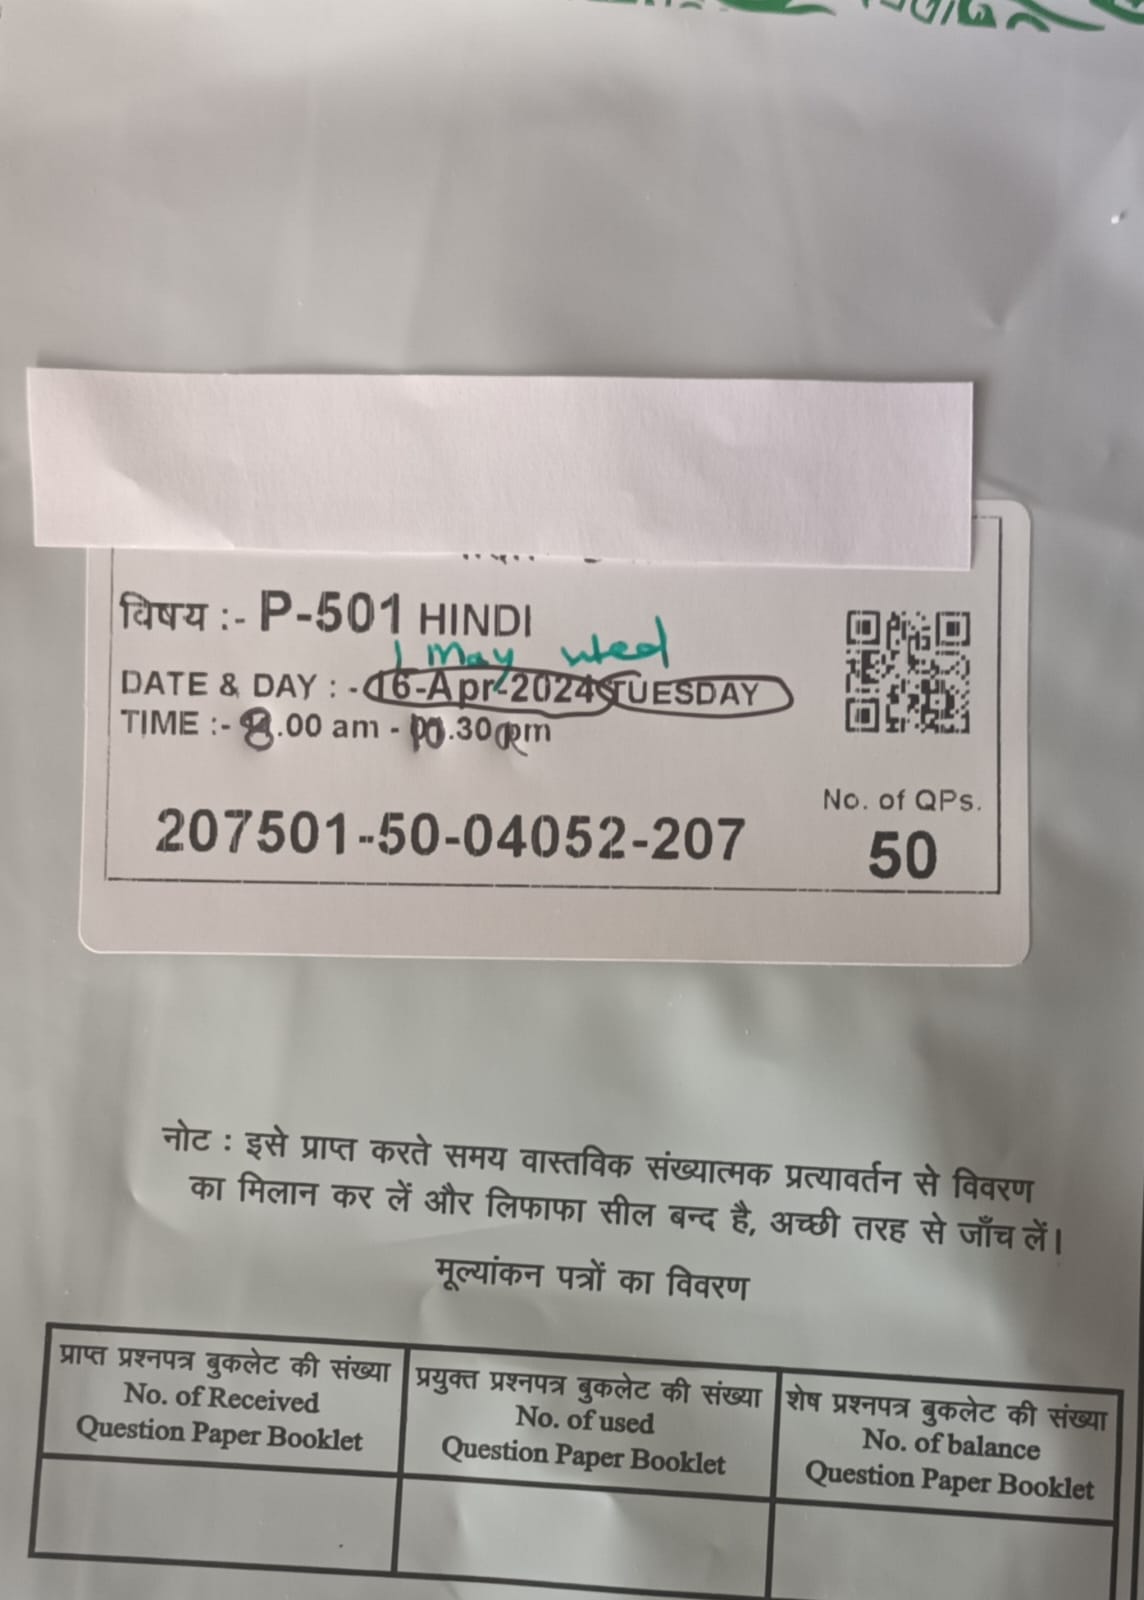 विषय :- P-501 HINDI
1 May wed
DATE & DAY : - 16-Apr-2024 TUESDAY
TIME :- 8.00 am - 10.30 pm
207501-50-04052-207
No. of QPs.
50
नोट : इसे प्राप्त करते समय वास्तविक संख्यात्मक प्रत्यावर्तन से विवरण
का मिलान कर लें और लिफाफा सील बन्द है, अच्छी तरह से जाँच लें।
मूल्यांकन पत्रों का विवरण
प्राप्त प्रश्नपत्र बुकलेट की संख्या
No. of Received
Question Paper Booklet
प्रयुक्त प्रश्नपत्र बुकलेट की संख्या
No. of used
Question Paper Booklet
शेष प्रश्नपत्र बुकलेट की संख्या
No. of balance
Question Paper Booklet